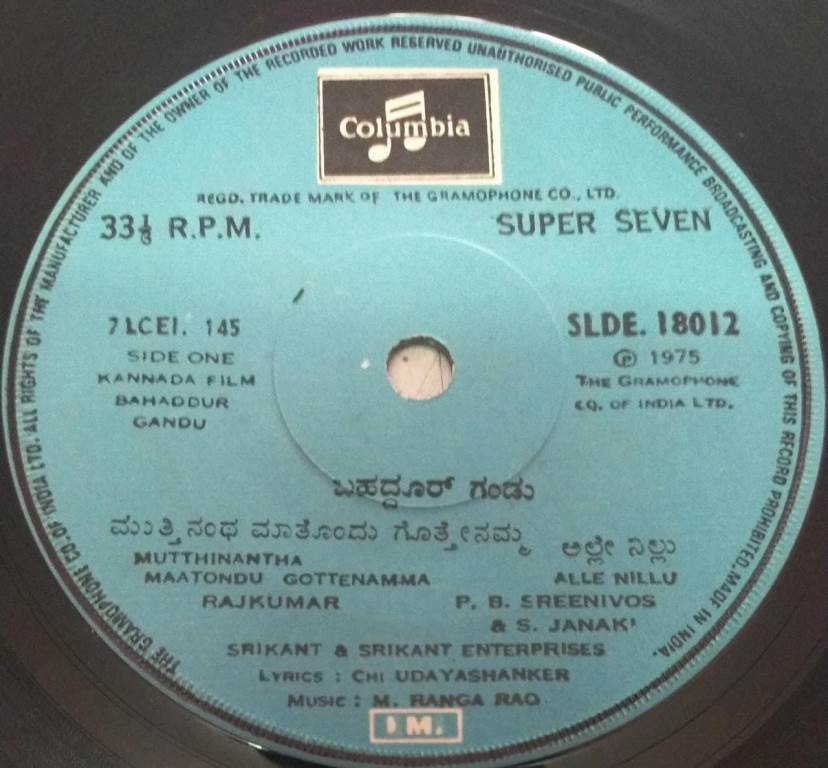 THE GRAMOPHONE CO. OF INDIA LTD. ALL RIGHTS OF THE MANUFACTURER AND OF THE OWNER OF THE RECORDED WORK RESERVED UNAUTHORISED PUBLIC PERFORMANCE BROADCASTING AND COPYING OF THIS RECORD PROHIBITED. MADE IN INDIA.
Columbia
REGD. TRADE MARK OF THE GRAMOPHONE CO., LTD.
33⅓ R.P.M.
SUPER SEVEN
7LCEI. 145
SIDE ONE
KANNADA FILM
BAHADDUR
GANDU
SLDE. 18012
℗ 1975
THE GRAMOPHONE
CO. OF INDIA LTD.
ಬಹದ್ದೂರ್ ಗಂಡು
ಮುತ್ತಿನಂಥ ಮಾತೊಂದು ಗೊತ್ತೇನಮ್ಮ
MUTTHINANTHA
MAATONDU GOTTENAMMA
RAJKUMAR
ಅಲ್ಲೇ ನಿಲ್ಲು
ALLE NILLU
P. B. SREENIVOS
& S. JANAKI
SRIKANT & SRIKANT ENTERPRISES
LYRICS : CHI UDAYASHANKER
MUSIC : M. RANGA RAO
EMI